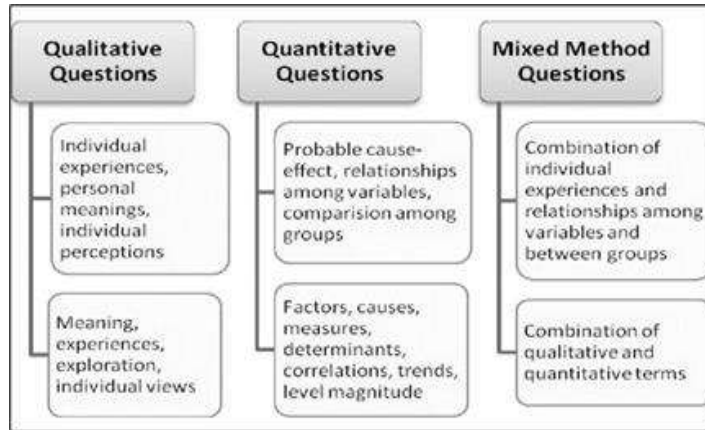 Qualitative
Questions
Individual
experiences,
personal
meanings,
individual
perceptions
Meaning,
experiences,
exploration,
individual views
Quantitative
Questions
Probable cause-
effect, relationships
among variables,
comparision among
groups
Factors, causes,
measures,
determinants,
correlations, trends,
level magnitude
Mixed Method
Questions
Combination of
individual
experiences and
relationships among
variables and
between groups
Combination of
qualitative and
quantitative terms